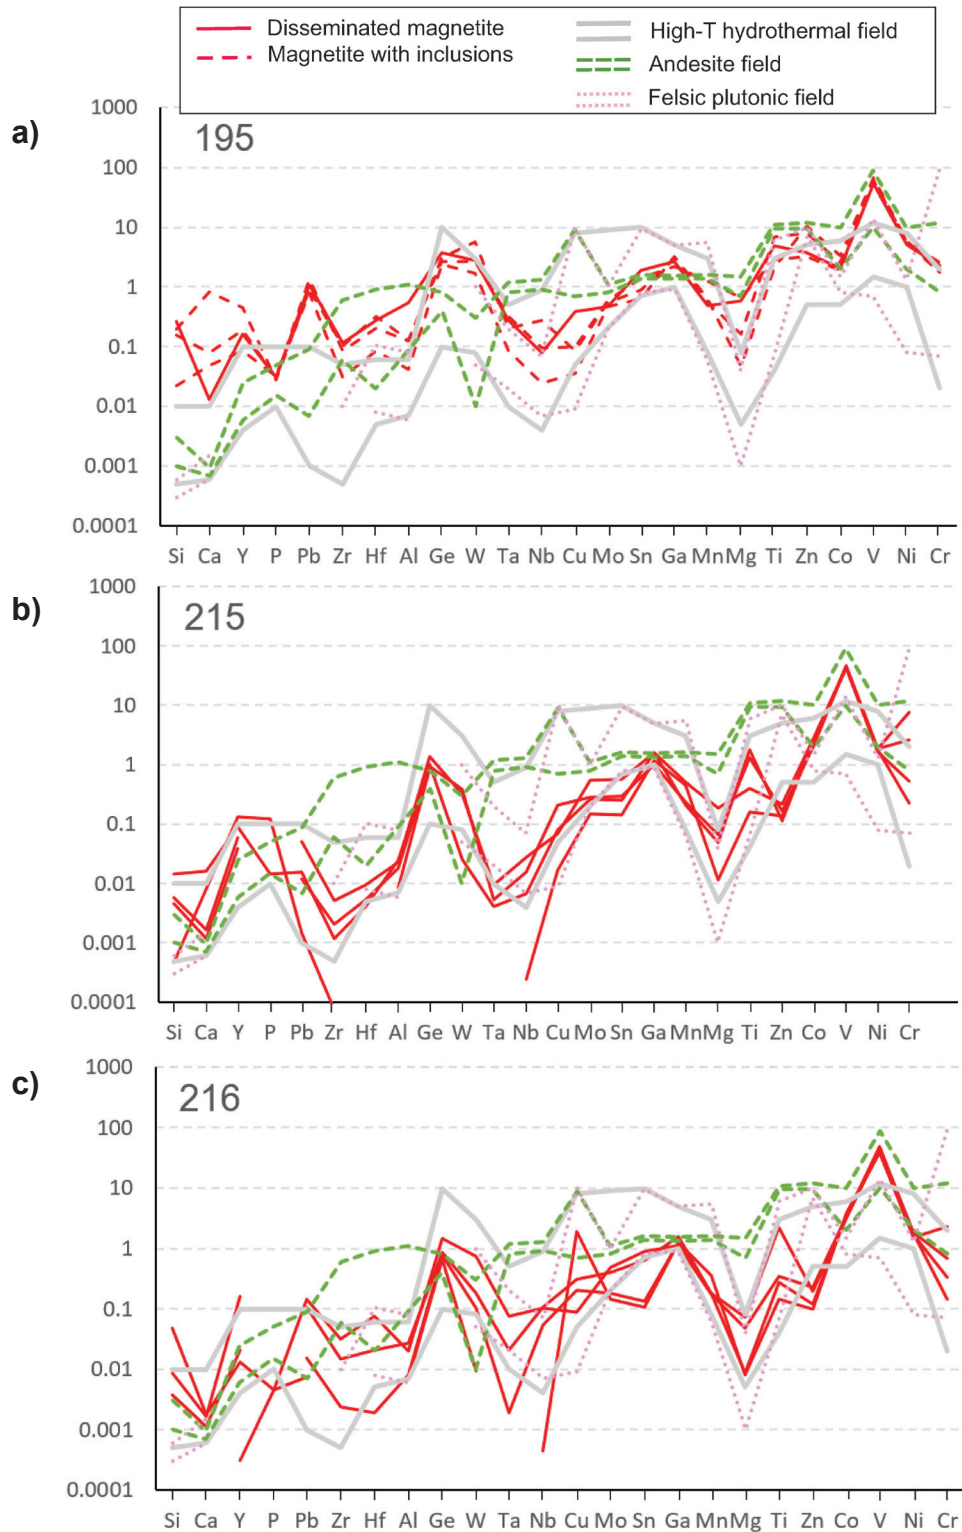 Disseminated magnetite
Magnetite with inclusions
High-T hydrothermal field
Andesite field
Felsic plutonic field
a)
195
1000
100
10
1
0.1
0.01
0.001
0.0001
Si Ca Y P Pb Zr Hf Al Ge W Ta Nb Cu Mo Sn Ga Mn Mg Ti Zn Co V Ni Cr
b)
215
1000
100
10
1
0.1
0.01
0.001
0.0001
Si Ca Y P Pb Zr Hf Al Ge W Ta Nb Cu Mo Sn Ga Mn Mg Ti Zn Co V Ni Cr
c)
216
1000
100
10
1
0.1
0.01
0.001
0.0001
Si Ca Y P Pb Zr Hf Al Ge W Ta Nb Cu Mo Sn Ga Mn Mg Ti Zn Co V Ni Cr